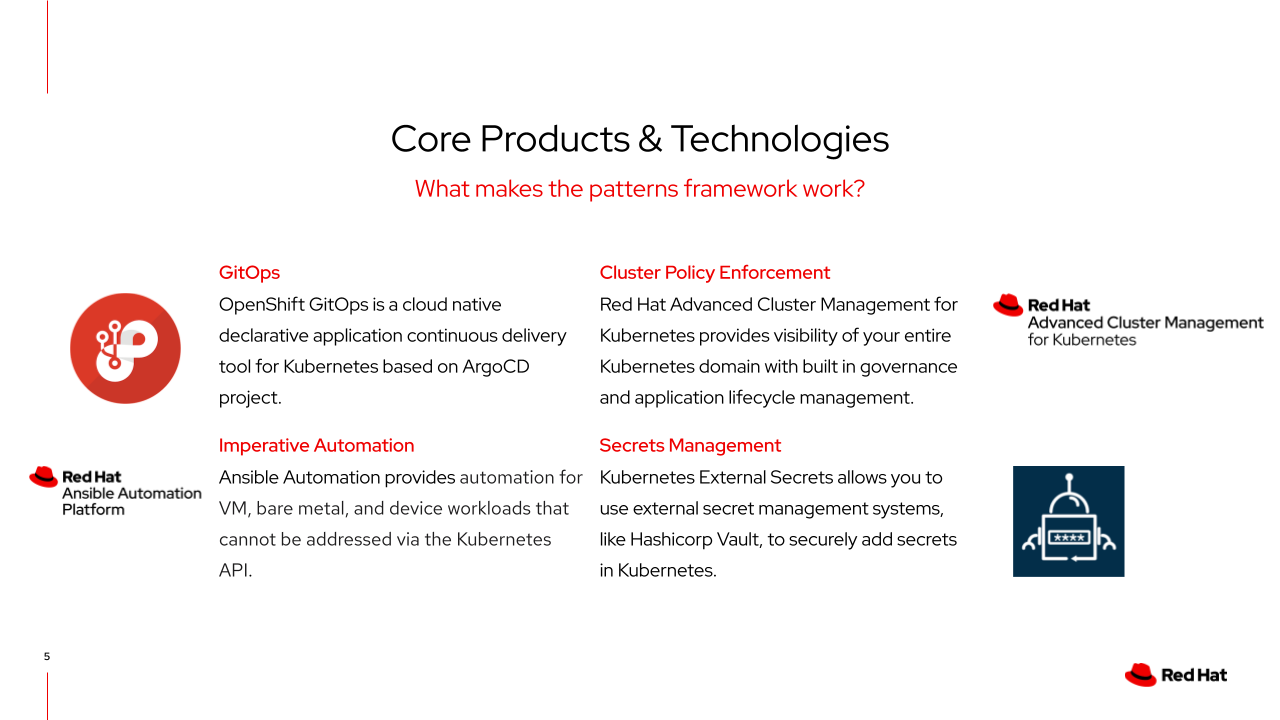 Core Products & Technologies
What makes the patterns framework work?
GitOps
OpenShift GitOps is a cloud native
declarative application continuous delivery
tool for Kubernetes based on ArgoCD
project.
Cluster Policy Enforcement
Red Hat Advanced Cluster Management for
Kubernetes provides visibility of your entire
Kubernetes domain with built in governance
and application lifecycle management.
Red Hat
Advanced Cluster Management
for Kubernetes
Red Hat
Ansible Automation
Platform
Imperative Automation
Ansible Automation provides automation for
VM, bare metal, and device workloads that
cannot be addressed via the Kubernetes
API.
Secrets Management
Kubernetes External Secrets allows you to
use external secret management systems,
like Hashicorp Vault, to securely add secrets
in Kubernetes.
****
5
Red Hat